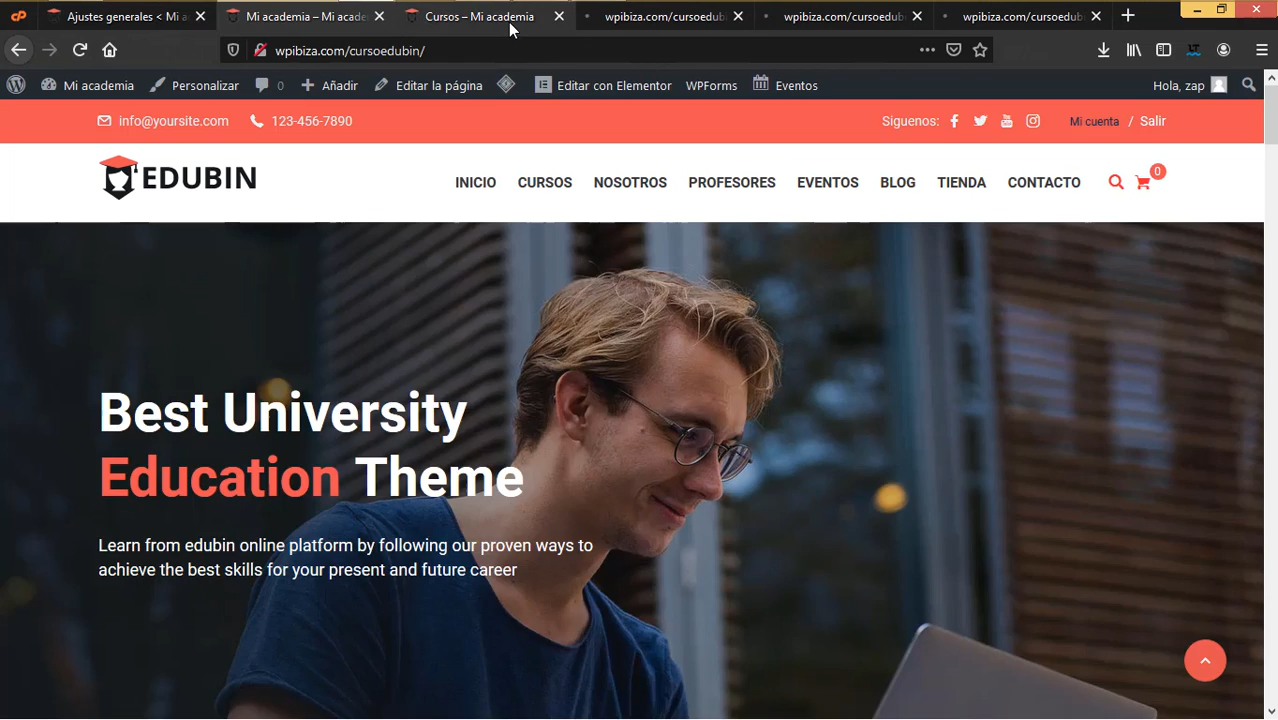 Ajustes generales < Mi a
Mi academia – Mi acade
Cursos – Mi academia
wpibiza.com/cursoedub
wpibiza.com/cursoedub
wpibiza.com/cursoedub
wpibiza.com/cursoedubin/
Mi academia
Personalizar
0
Añadir
Editar la página
Editar con Elementor
WPForms
Eventos
Hola, zap
info@yoursite.com
123-456-7890
Siguenos:
Mi cuenta / Salir
EDUBIN
INICIO
CURSOS
NOSOTROS
PROFESORES
EVENTOS
BLOG
TIENDA
CONTACTO
0
Best University
Education Theme
Learn from edubin online platform by following our proven ways to
achieve the best skills for your present and future career